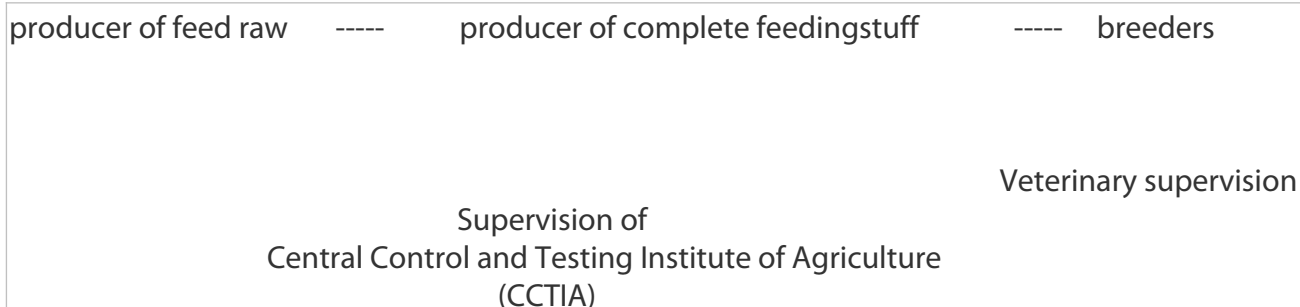 producer of feed raw ----- producer of complete feedingstuff ----- breeders
Veterinary supervision
Supervision of
Central Control and Testing Institute of Agriculture
(CCTIA)